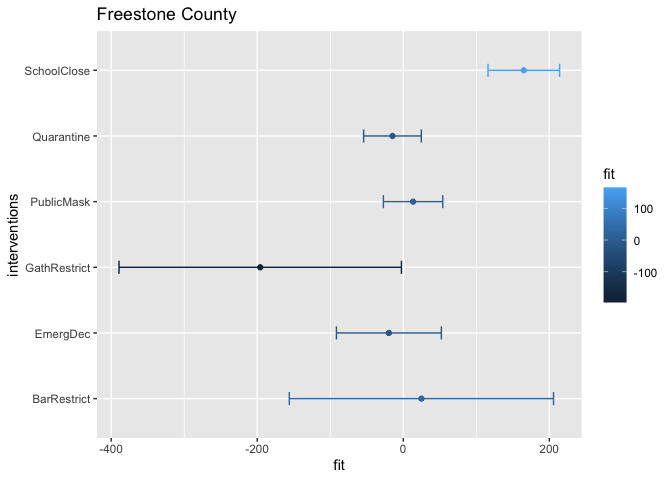 Freestone County
SchoolClose
Quarantine
PublicMask
GathRestrict
EmergDec
BarRestrict
interventions
-400
-200
0
200
fit
fit
100
0
-100